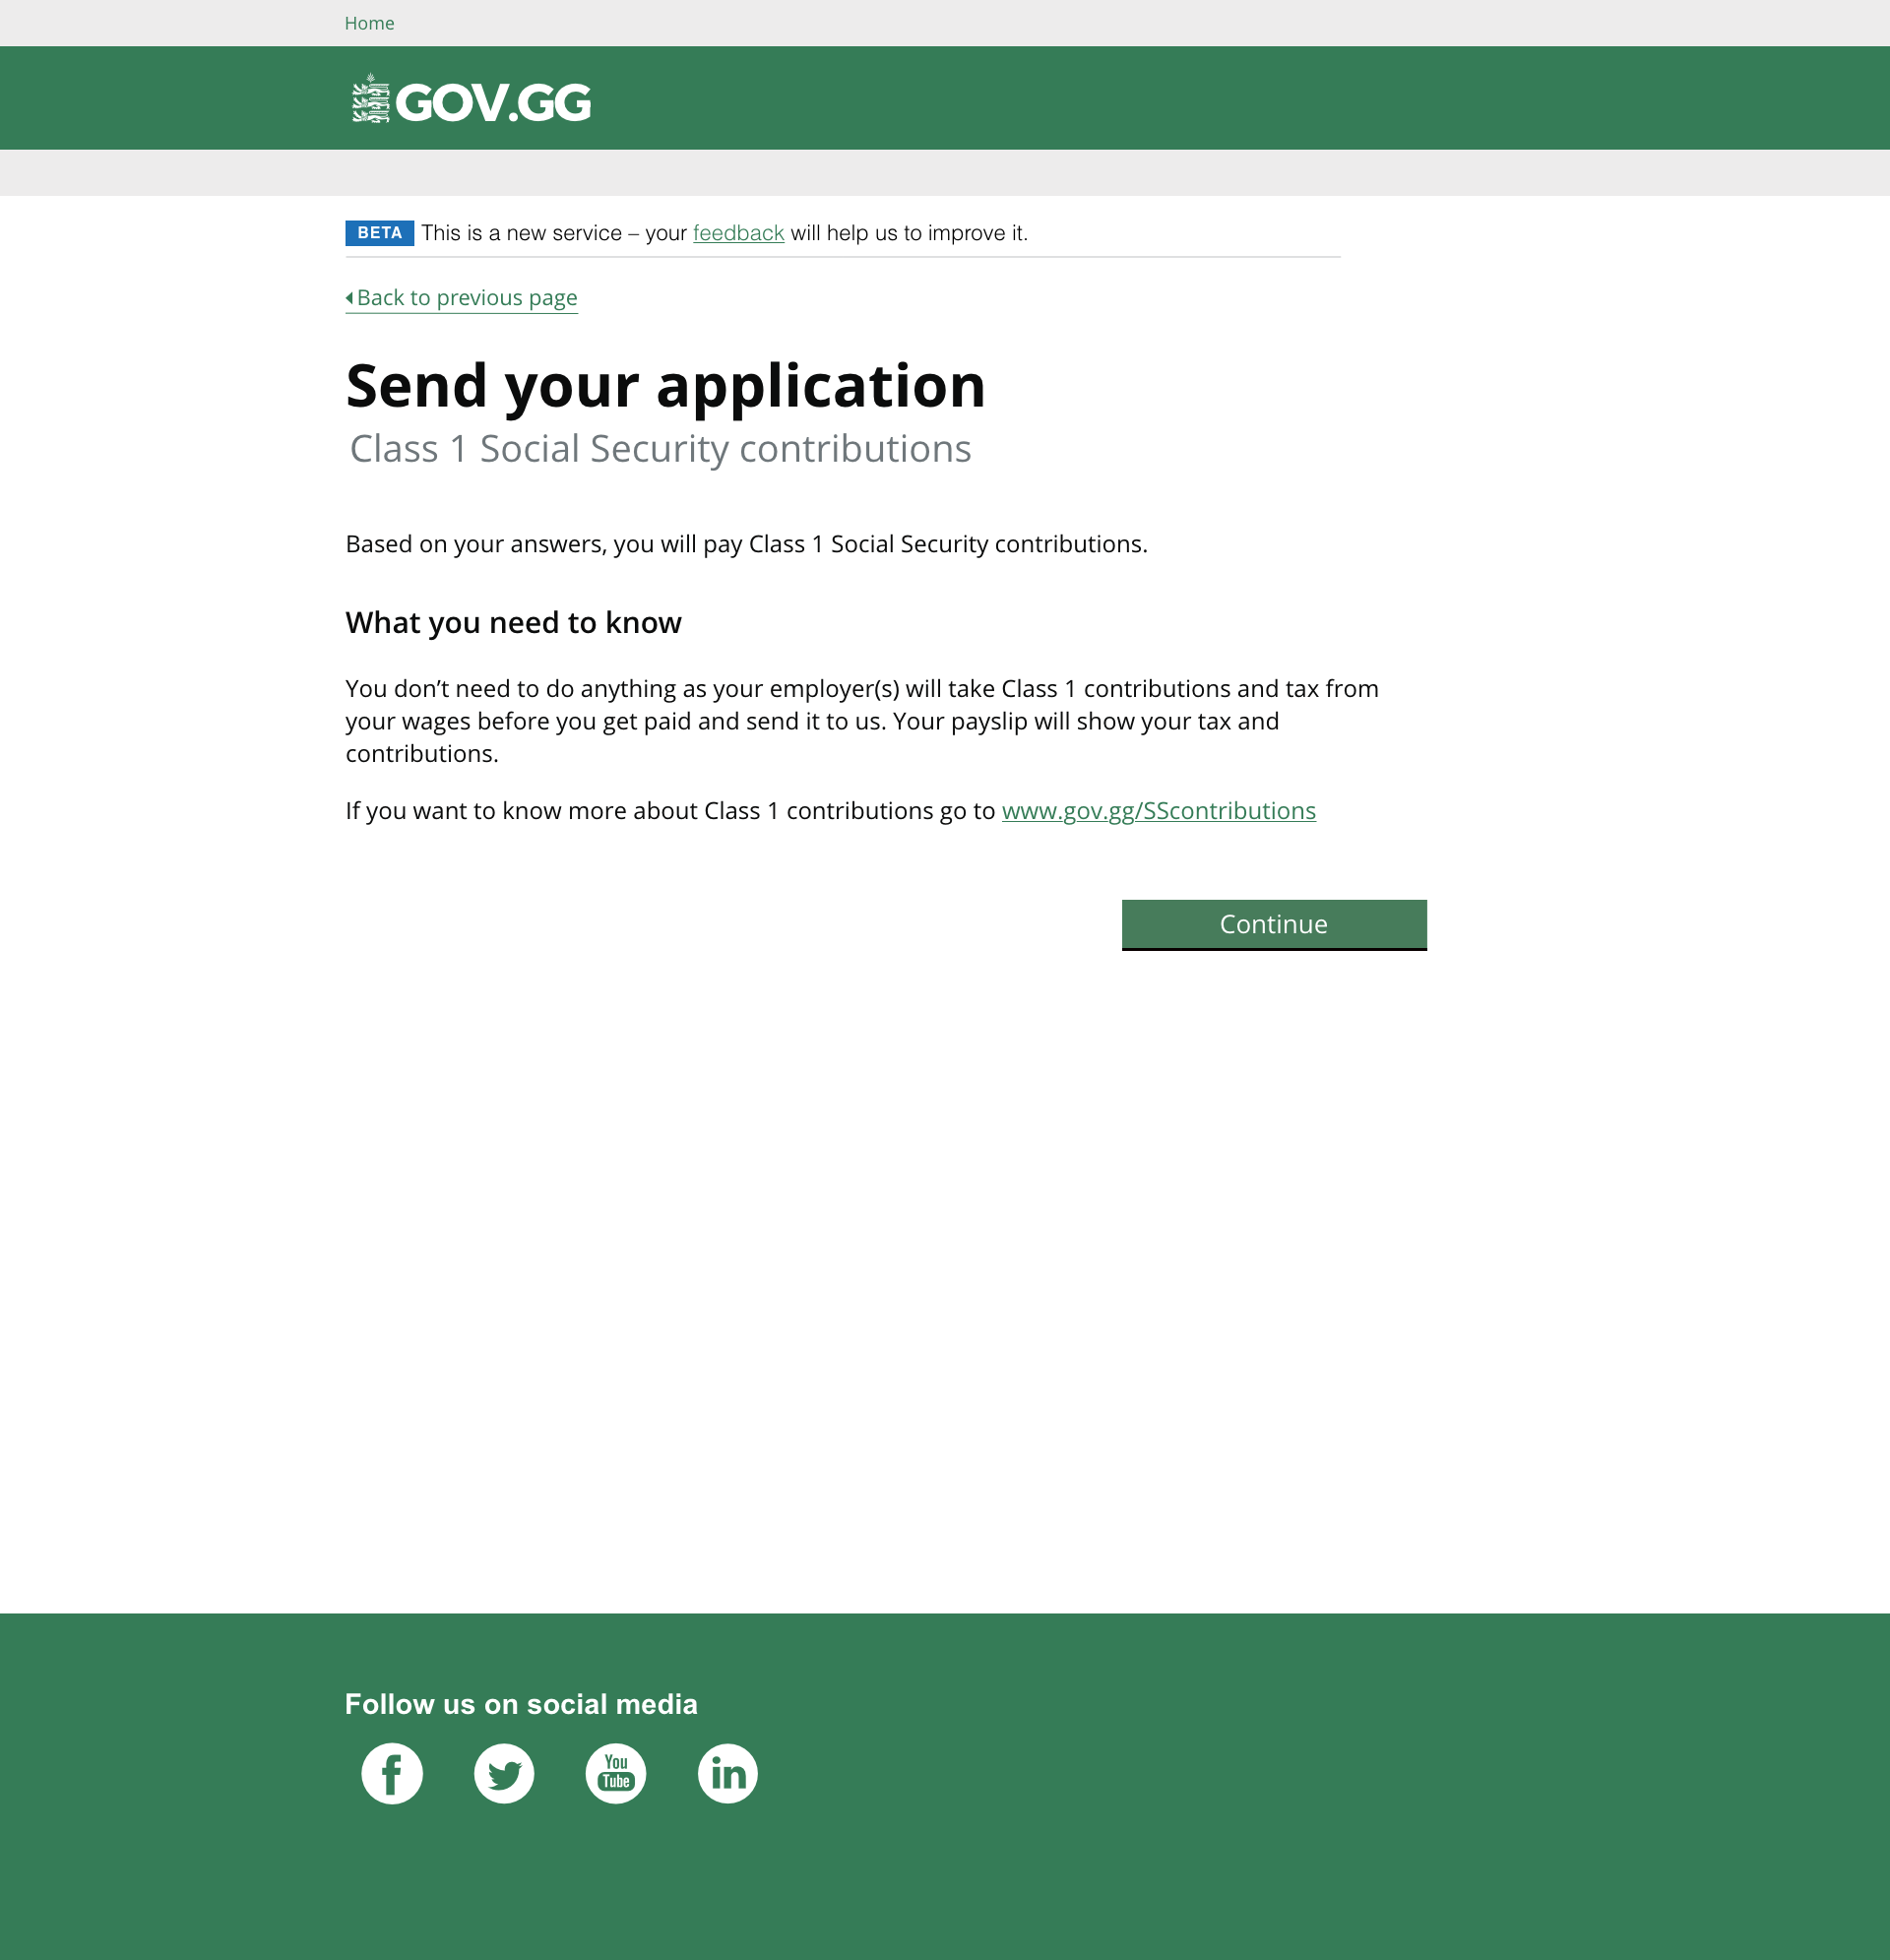 Home
GOV.GG
BETA This is a new service – your feedback will help us to improve it.
Back to previous page
Send your application
Class 1 Social Security contributions
Based on your answers, you will pay Class 1 Social Security contributions.
What you need to know
You don’t need to do anything as your employer(s) will take Class 1 contributions and tax from
your wages before you get paid and send it to us. Your payslip will show your tax and
contributions.
If you want to know more about Class 1 contributions go to www.gov.gg/SScontributions
Continue
Follow us on social media
f
You
Tube
in